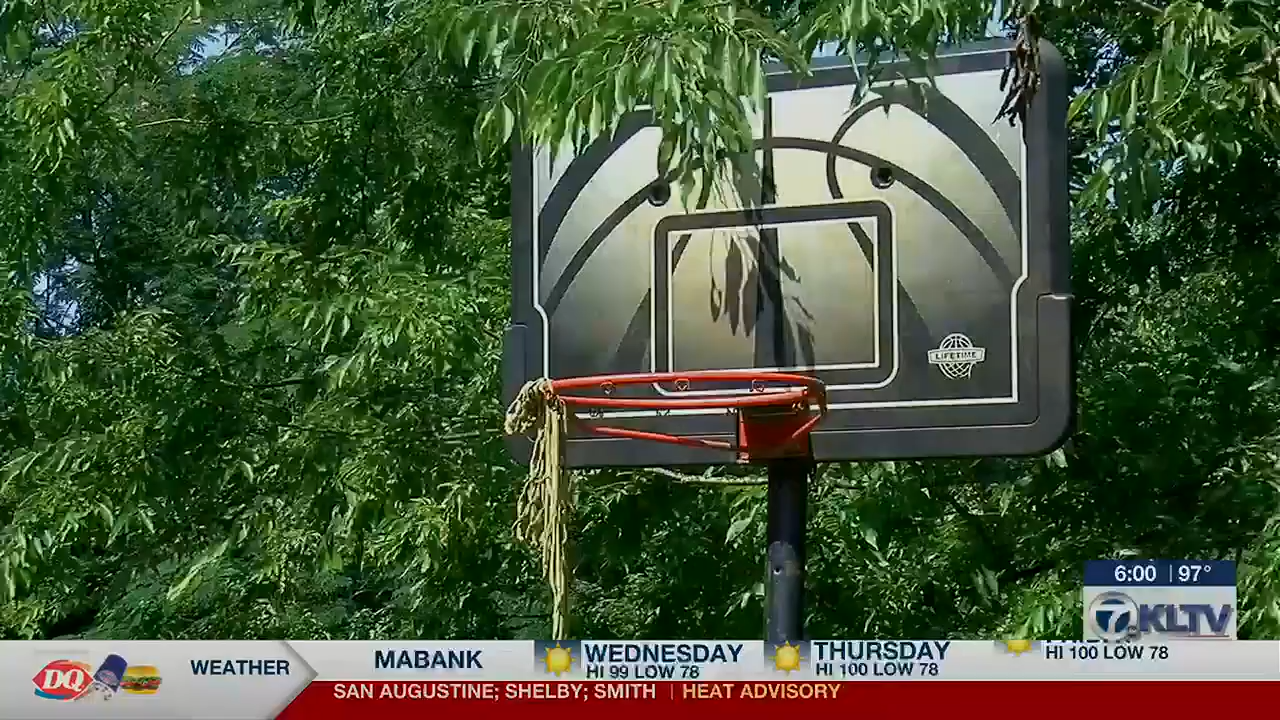 LIFETIME
6:00 | 97°
7 KLTV
DQ
WEATHER
MABANK
WEDNESDAY
HI 99 LOW 78
THURSDAY
HI 100 LOW 78
HI 100 LOW 78
SAN AUGUSTINE; SHELBY; SMITH | HEAT ADVISORY